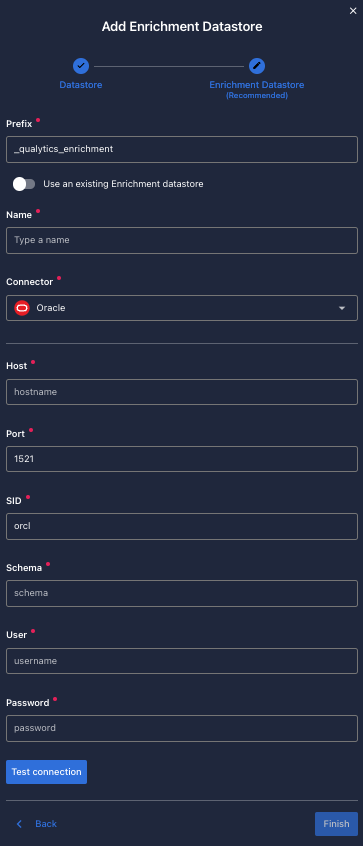 Add Enrichment Datastore
Datastore
Enrichment Datastore
(Recommended)
Prefix
_qualytics_enrichment
Use an existing Enrichment datastore
Name
Type a name
Connector
Oracle
Host
hostname
Port
1521
SID
orcl
Schema
schema
User
username
Password
password
Test connection
Back
Finish